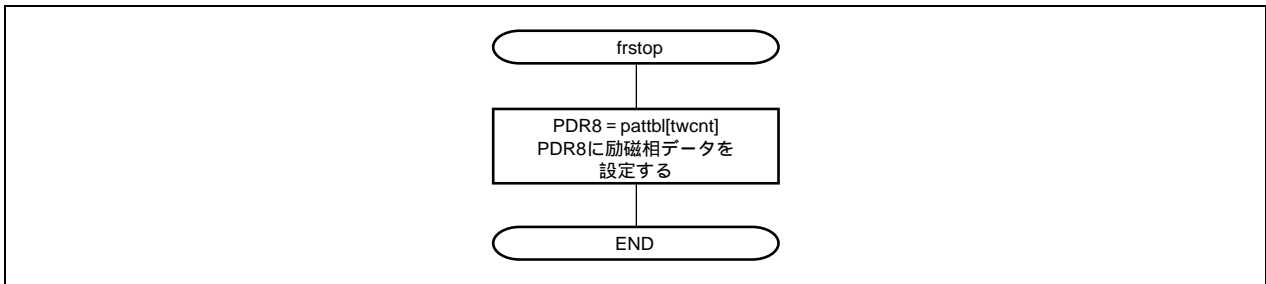 frstop
PDR8 = pattbl[twcnt]
PDR8に励磁相データを
設定する
END